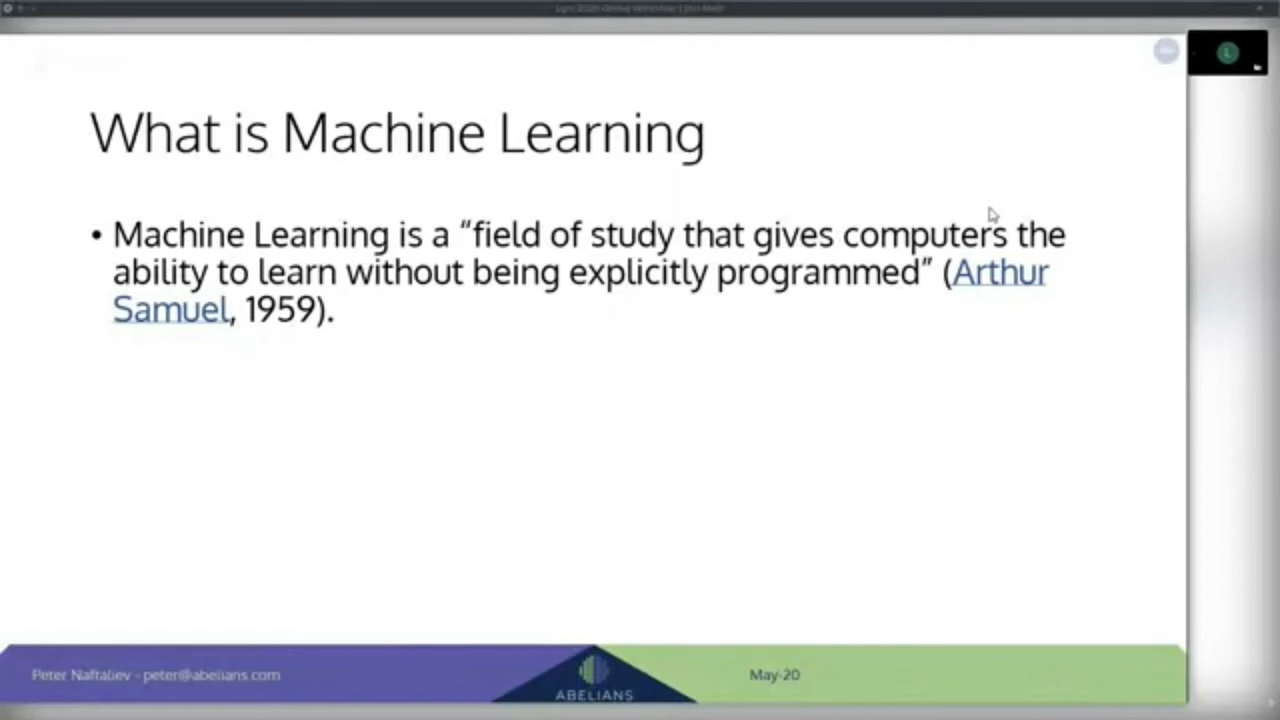 What is Machine Learning
• Machine Learning is a “field of study that gives computers the
ability to learn without being explicitly programmed” (Arthur
Samuel, 1959).
L
Peter Naftaliev - peter@abelians.com
ABELIANS
May-20